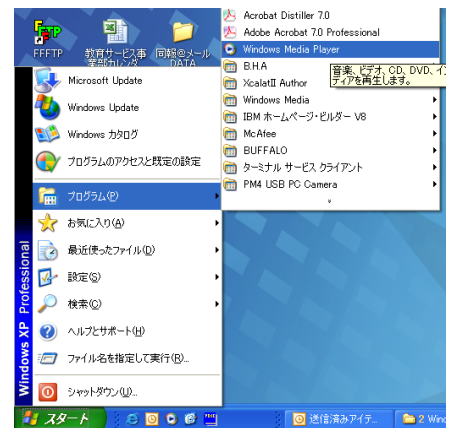 FFFTP
教育サービス事
業部カレンダ
同報@メール
DATA
Microsoft Update
Windows Update
Windows カタログ
プログラムのアクセスと既定の設定
プログラム(P)
お気に入り(A)
最近使ったファイル(D)
設定(S)
検索(C)
ヘルプとサポート(H)
ファイル名を指定して実行(R)...
シャットダウン(U)...
Windows XP Professional
Acrobat Distiller 7.0
Adobe Acrobat 7.0 Professional
Windows Media Player
B.H.A
XcalatII Author
Windows Media
IBM ホームページ・ビルダー V8
McAfee
BUFFALO
ターミナル サービス クライアント
PM4 USB PC Camera
音楽、ビデオ、CD、DVD、イ
ディアを再生します。
スタート
送信済みアイテ...
2 Wind